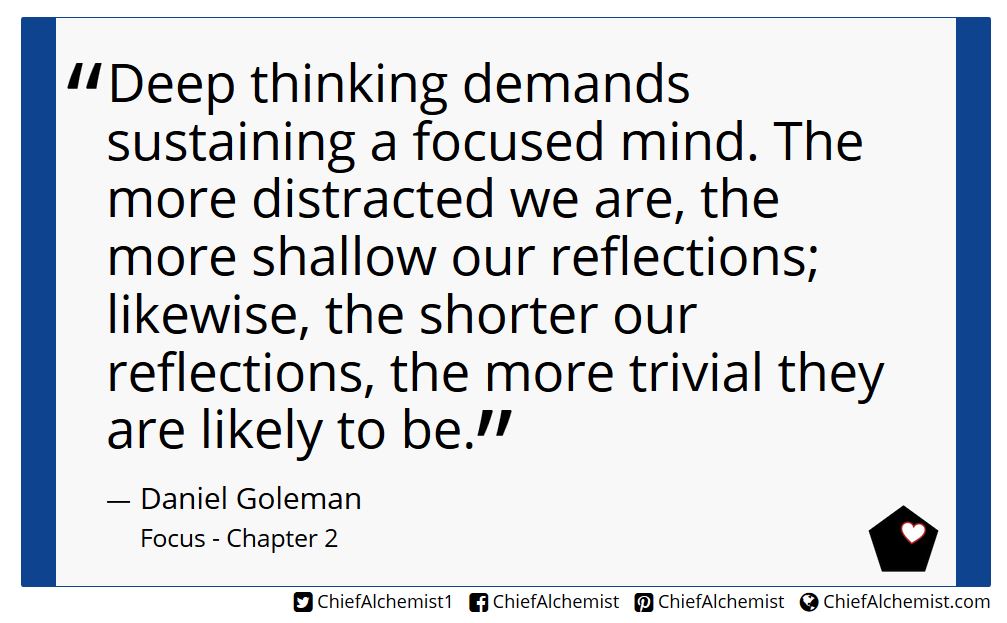 “Deep thinking demands
sustaining a focused mind. The
more distracted we are, the
more shallow our reflections;
likewise, the shorter our
reflections, the more trivial they
are likely to be.”
— Daniel Goleman
Focus - Chapter 2
ChiefAlchemist1 ChiefAlchemist ChiefAlchemist ChiefAlchemist.com